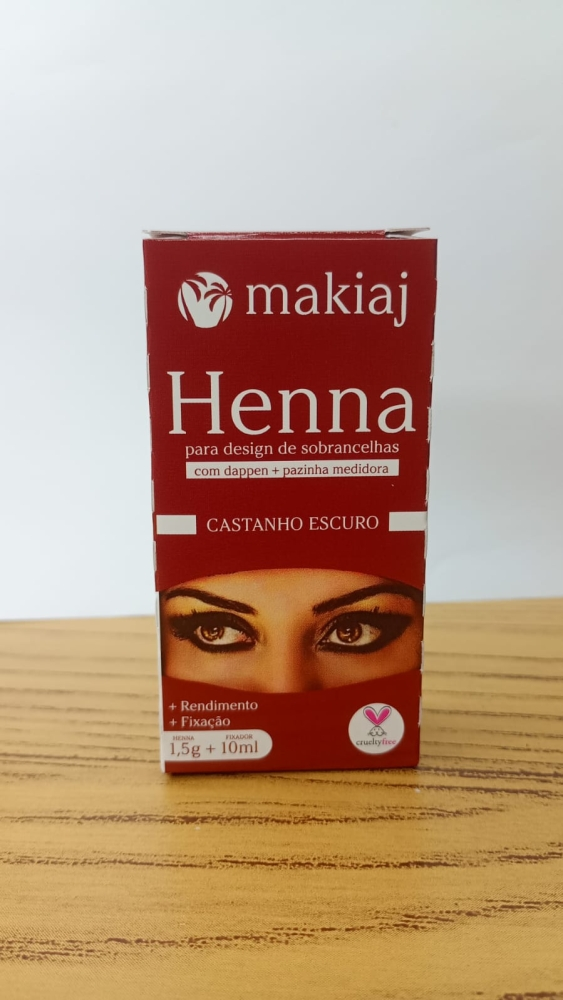 makiaj
Henna
para design de sobrancelhas
com dappen + pazinha medidora
CASTANHO ESCURO
+ Rendimento
+ Fixação
HENNA FIXADOR
1,5g + 10ml
crueltyfree